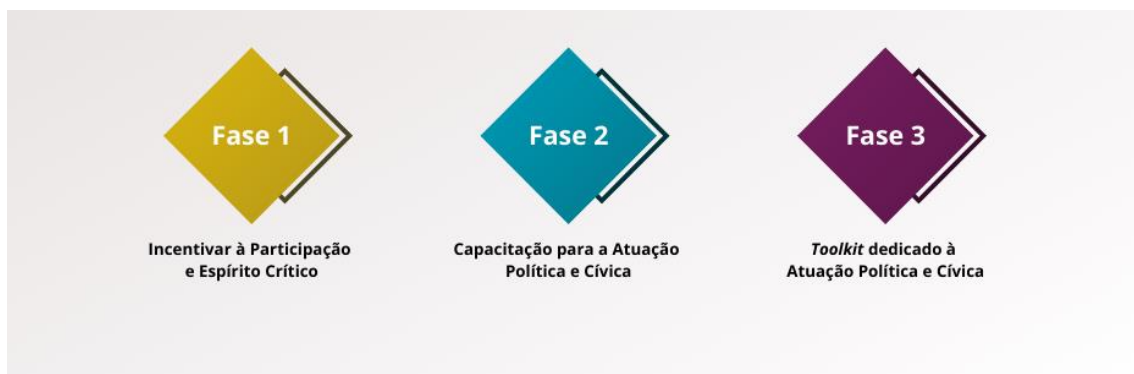 Fase 1
Incentivar à Participação
e Espírito Crítico
Fase 2
Capacitação para a Atuação
Política e Cívica
Fase 3
Toolkit dedicado à
Atuação Política e Cívica